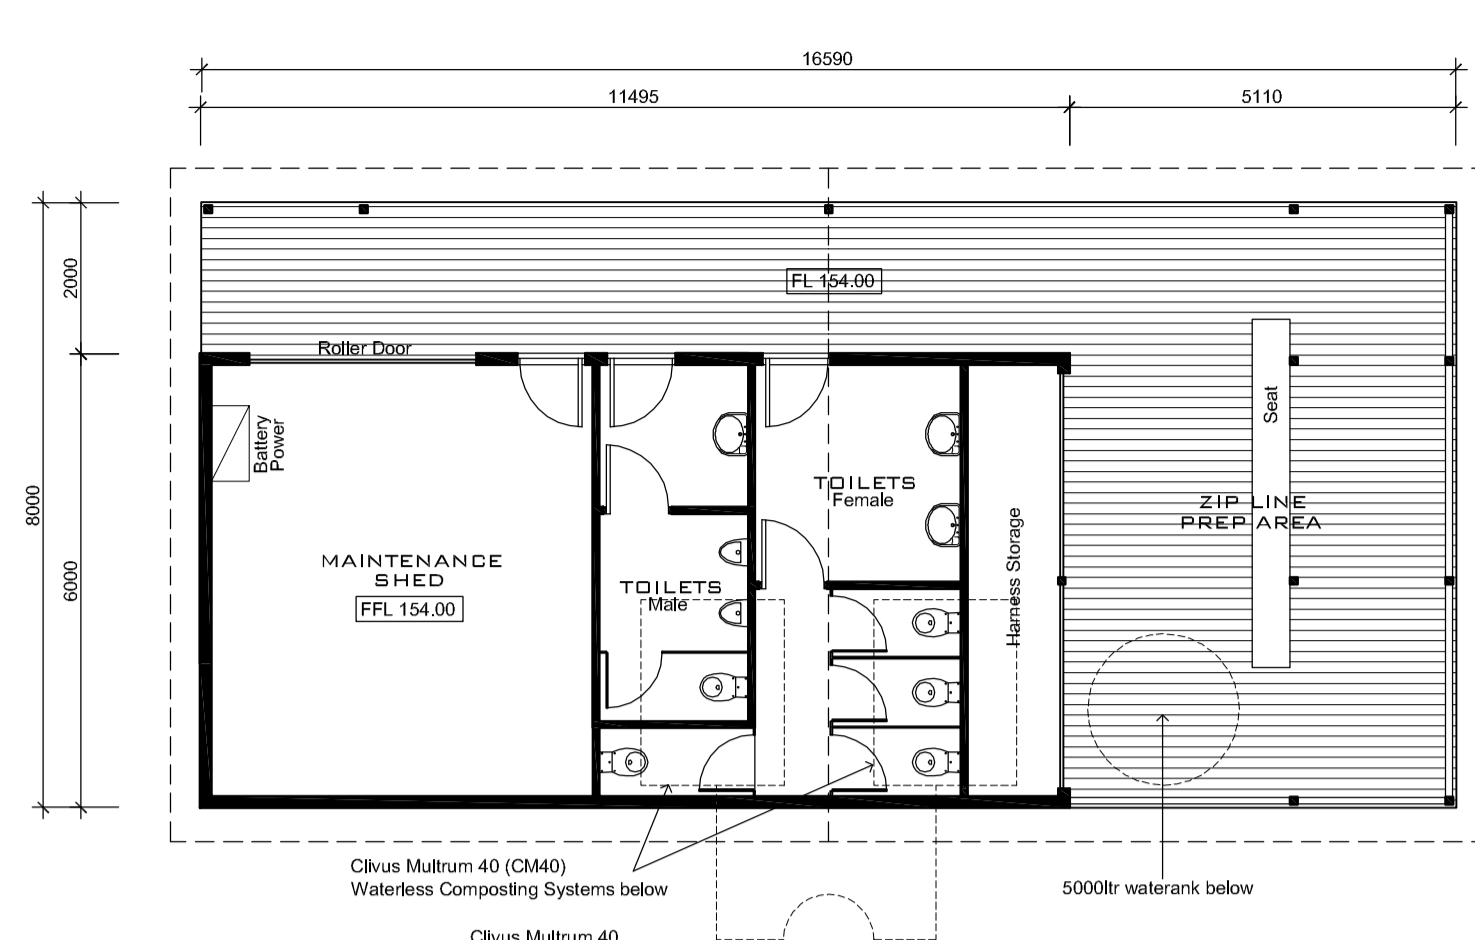 16590
11495
5110
2000
FL 154.00
Roller Door
Battery
Power
Seat
8000
TOILETS
Female
ZIP LINE
PREP AREA
Harness Storage
MAINTENANCE
SHED
FFL 154.00
6000
TOILETS
Male
Clivus Multrum 40 (CM40)
Waterless Composting Systems below
5000ltr waterank below
Clivus Multrum 40